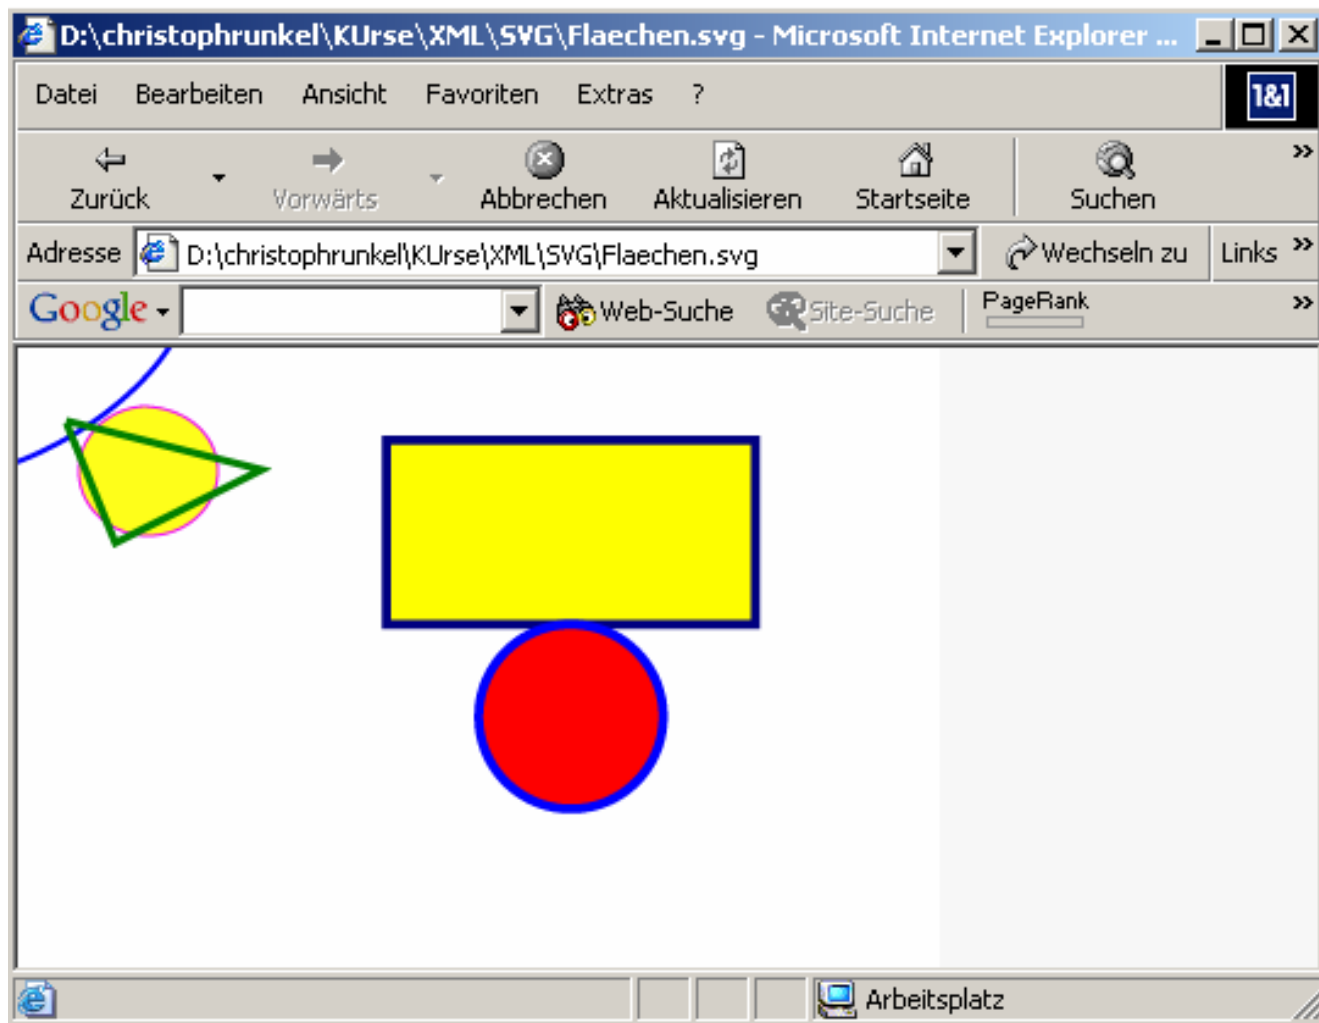 D:\christophrunkel\KUrse\XML\SVG\Flaechen.svg - Microsoft Internet Explorer ...
Datei Bearbeiten Ansicht Favoriten Extras ? 1&1
Zurück Vorwärts Abbrechen Aktualisieren Startseite Suchen »
Adresse D:\christophrunkel\KUrse\XML\SVG\Flaechen.svg Wechseln zu Links »
Google Web-Suche Site-Suche PageRank »
Arbeitsplatz